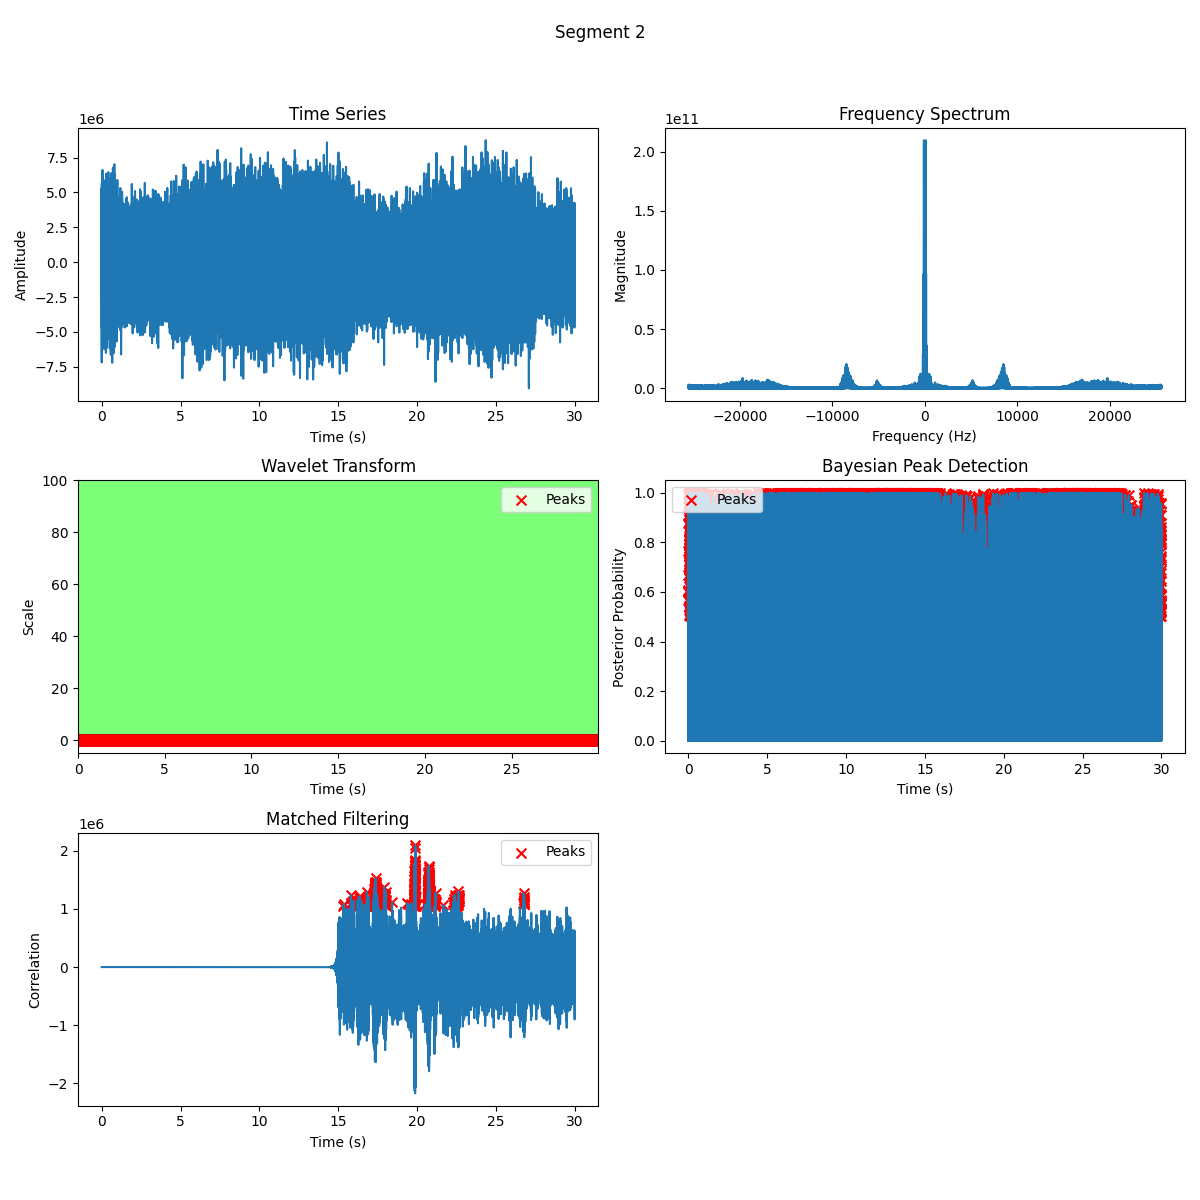 Segment 2
Time Series
1e6
7.5
5.0
2.5
0.0
−2.5
−5.0
−7.5
Amplitude
0 5 10 15 20 25 30
Time (s)
Frequency Spectrum
1e11
2.0
1.5
1.0
0.5
0.0
Magnitude
−20000 −10000 0 10000 20000
Frequency (Hz)
Wavelet Transform
Peaks
100
80
60
40
20
0
Scale
0 5 10 15 20 25
Time (s)
Bayesian Peak Detection
Peaks
1.0
0.8
0.6
0.4
0.2
0.0
Posterior Probability
0 5 10 15 20 25 30
Time (s)
Matched Filtering
1e6
Peaks
2
1
0
−1
−2
Correlation
0 5 10 15 20 25 30
Time (s)